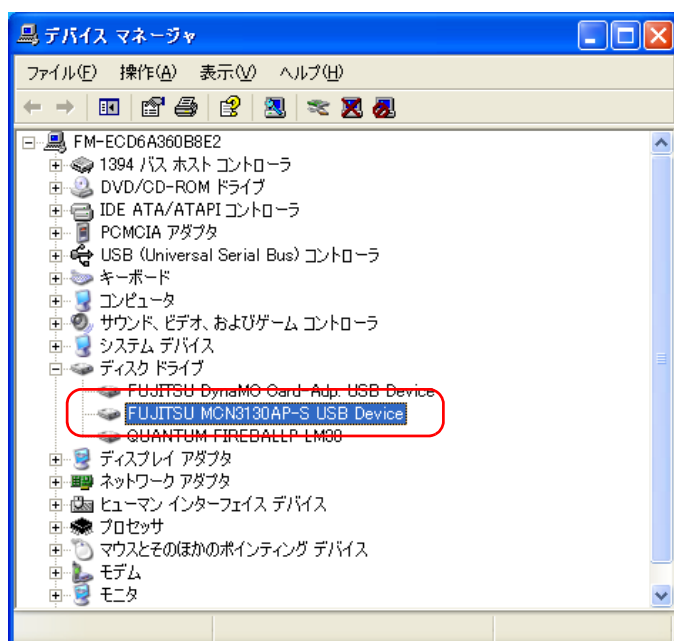 デバイス マネージャ
ファイル(F) 操作(A) 表示(V) ヘルプ(H)
FM-ECD6A360B8E2
1394 バス ホスト コントローラ
DVD/CD-ROM ドライブ
IDE ATA/ATAPI コントローラ
PCMCIA アダプタ
USB (Universal Serial Bus) コントローラ
キーボード
コンピュータ
サウンド、ビデオ、およびゲーム コントローラ
システム デバイス
ディスク ドライブ
FUJITSU DynaMO Card-Adp. USB Device
FUJITSU MCN3130AP-S USB Device
QUANTUM FIREBALLP LM30
ディスプレイ アダプタ
ネットワーク アダプタ
ヒューマン インターフェイス デバイス
プロセッサ
マウスとそのほかのポインティング デバイス
モデム
モニタ